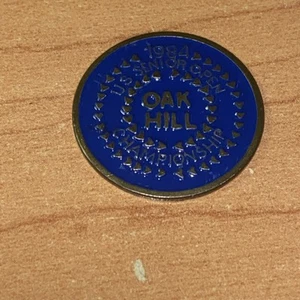 1984
U.S. SENIOR OPEN
OAK
HILL
CHAMPIONSHIP